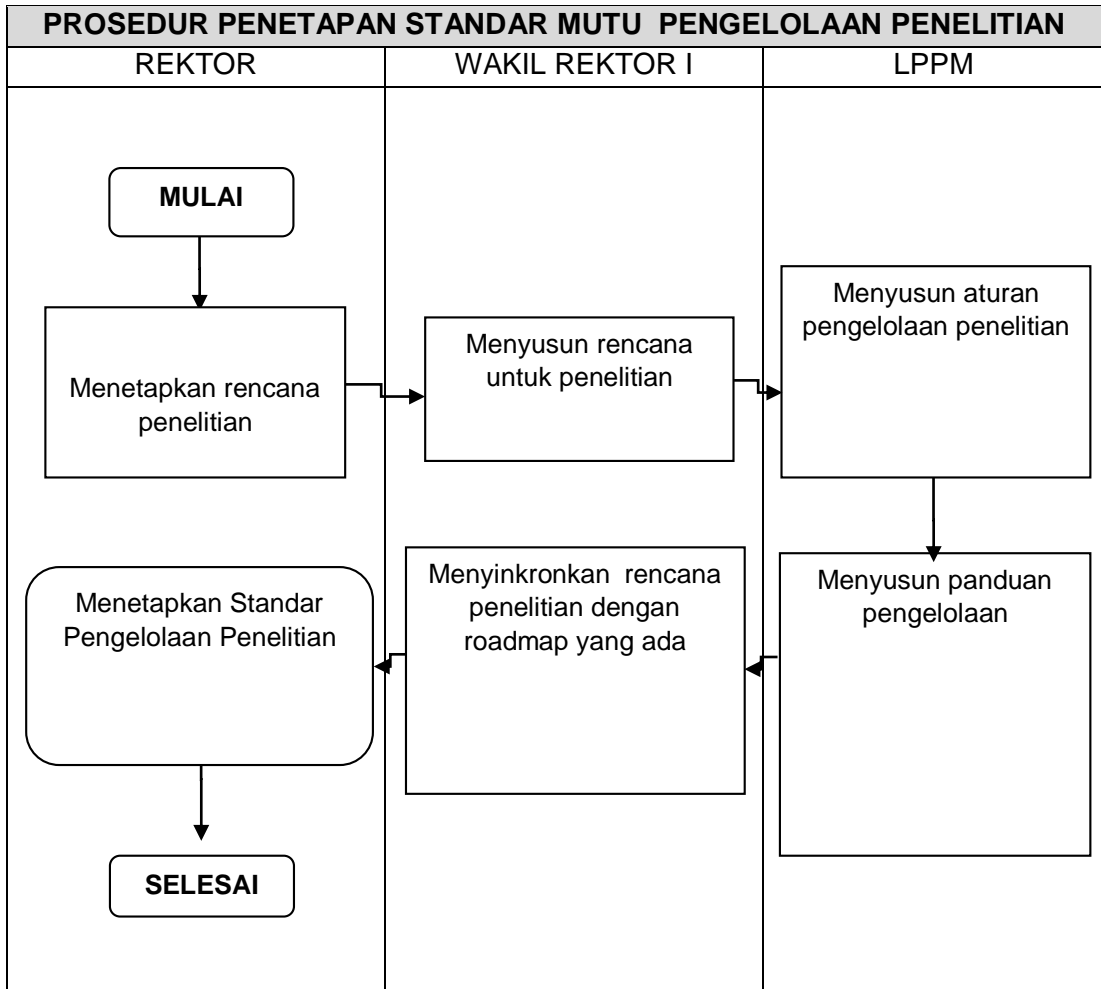 PROSEDUR PENETAPAN STANDAR MUTU PENGELOLAAN PENELITIAN
REKTOR
WAKIL REKTOR I
LPPM
MULAI
Menetapkan rencana
penelitian
Menyusun rencana
untuk penelitian
Menyusun aturan
pengelolaan penelitian
Menyusun panduan
pengelolaan
Menyinkronkan rencana
penelitian dengan
roadmap yang ada
Menetapkan Standar
Pengelolaan Penelitian
SELESAI